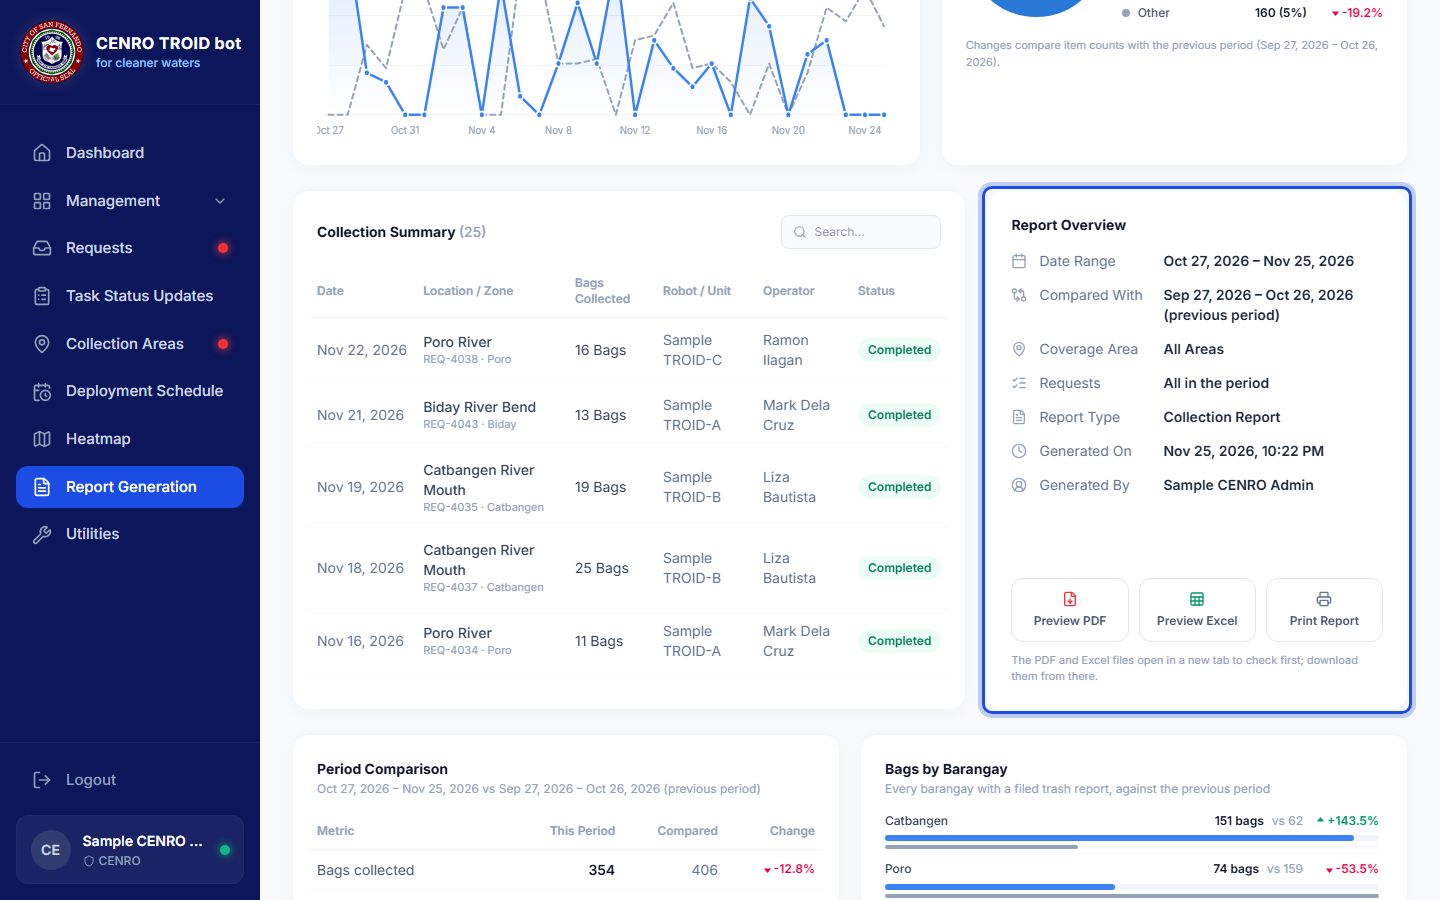 CITY OF SAN FERNANDO
OFFICIAL SEAL
CENRO TROID bot
for cleaner waters
Dashboard
Management
Requests
Task Status Updates
Collection Areas
Deployment Schedule
Heatmap
Report Generation
Utilities
Logout
CE
Sample CENRO ...
CENRO
Oct 27
Oct 31
Nov 4
Nov 8
Nov 12
Nov 16
Nov 20
Nov 24
Other 160 (5%) -19.2%
Changes compare item counts with the previous period (Sep 27, 2026 – Oct 26,
2026).
Collection Summary (25)
Search...
Date Location / Zone Bags Collected Robot / Unit Operator Status
Nov 22, 2026 Poro River 16 Bags Sample TROID-C Ramon Ilagan Completed
REQ-4038 · Poro
Nov 21, 2026 Biday River Bend 13 Bags Sample TROID-A Mark Dela Cruz Completed
REQ-4043 · Biday
Nov 19, 2026 Catbangen River Mouth 19 Bags Sample TROID-B Liza Bautista Completed
REQ-4035 · Catbangen
Nov 18, 2026 Catbangen River Mouth 25 Bags Sample TROID-B Liza Bautista Completed
REQ-4037 · Catbangen
Nov 16, 2026 Poro River 11 Bags Sample TROID-A Mark Dela Cruz Completed
REQ-4034 · Poro
Report Overview
Date Range Oct 27, 2026 – Nov 25, 2026
Compared With Sep 27, 2026 – Oct 26, 2026
(previous period)
Coverage Area All Areas
Requests All in the period
Report Type Collection Report
Generated On Nov 25, 2026, 10:22 PM
Generated By Sample CENRO Admin
Preview PDF
Preview Excel
Print Report
The PDF and Excel files open in a new tab to check first; download
them from there.
Period Comparison
Oct 27, 2026 – Nov 25, 2026 vs Sep 27, 2026 – Oct 26, 2026 (previous period)
Metric This Period Compared Change
Bags collected 354 406 -12.8%
Bags by Barangay
Every barangay with a filed trash report, against the previous period
Catbangen 151 bags vs 62 +143.5%
Poro 74 bags vs 159 -53.5%